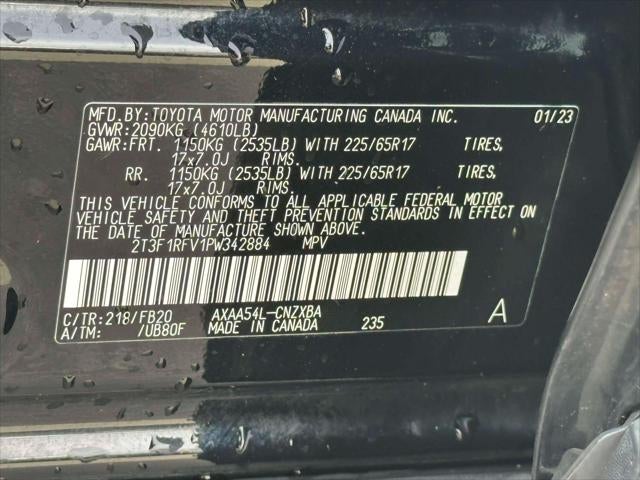 MFD.BY:TOYOTA MOTOR MANUFACTURING CANADA INC. 01/23
GVWR:2090KG (4610LB)
GAWR:FRT. 1150KG (2535LB) WITH 225/65R17 TIRES,
17x7.0J RIMS.
RR. 1150KG (2535LB) WITH 225/65R17 TIRES,
17x7.0J RIMS.
THIS VEHICLE CONFORMS TO ALL APPLICABLE FEDERAL MOTOR
VEHICLE SAFETY AND THEFT PREVENTION STANDARDS IN EFFECT ON
THE DATE OF MANUFACTURE SHOWN ABOVE.
2T3F1RFV1PW342884 MPV
C/TR:218/FB20 AXAA54L-CNZXBA
A/TM: /UB80F MADE IN CANADA 235 A